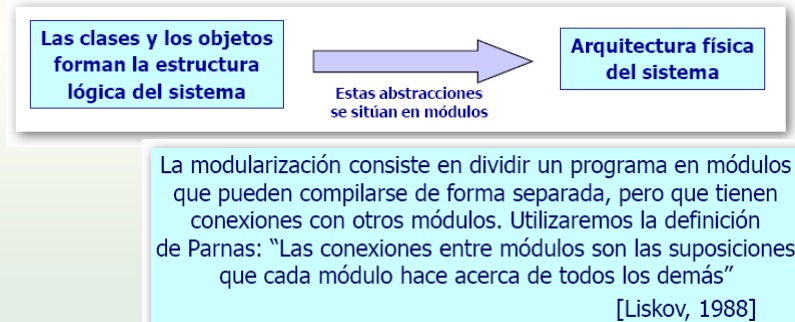 Las clases y los objetos
forman la estructura
lógica del sistema
Estas abstracciones
se sitúan en módulos
Arquitectura física
del sistema
La modularización consiste en dividir un programa en módulos
que pueden compilarse de forma separada, pero que tienen
conexiones con otros módulos. Utilizaremos la definición
de Parnas: “Las conexiones entre módulos son las suposiciones
que cada módulo hace acerca de todos los demás”
[Liskov, 1988]